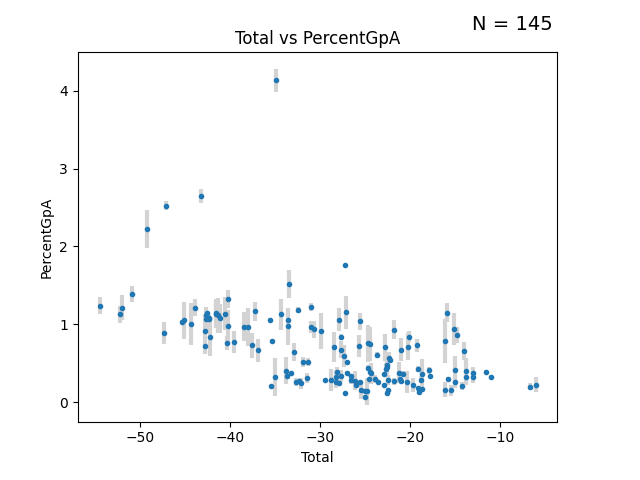 N = 145
Total vs PercentGpA
PercentGpA
4
3
2
1
0
−50 −40 −30 −20 −10
Total